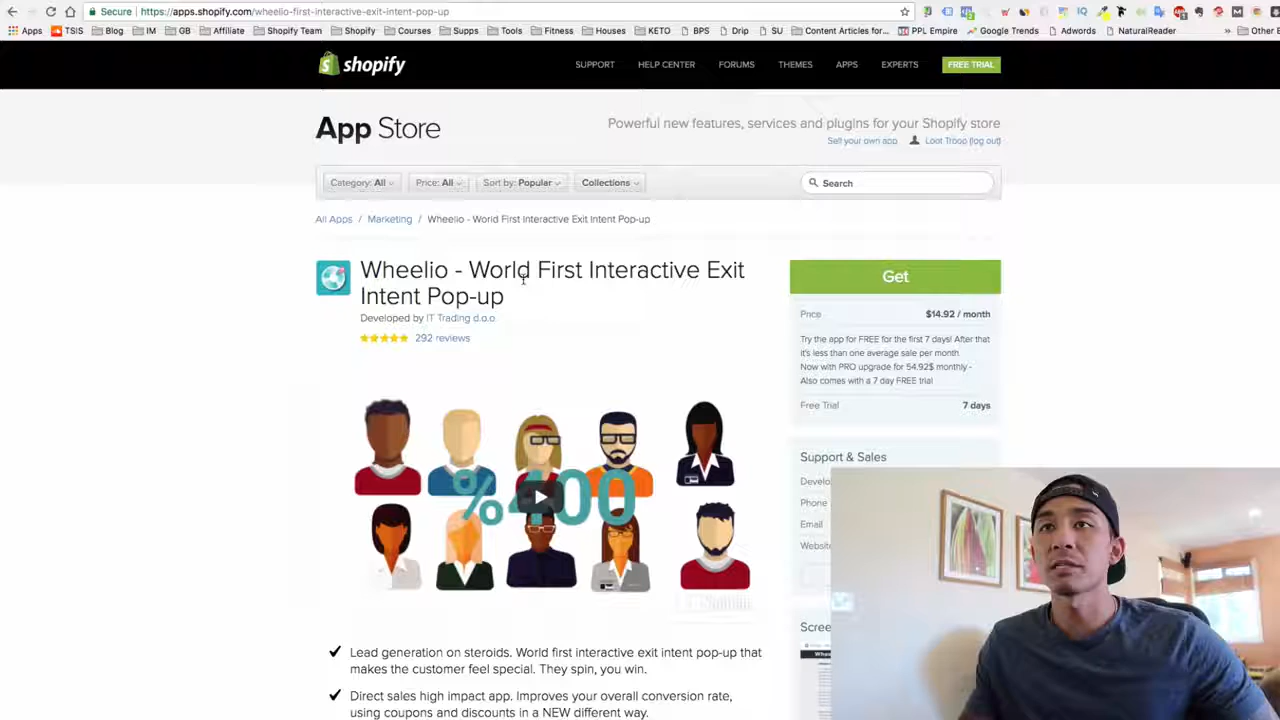 Secure
https://apps.shopify.com/wheelio-first-interactive-exit-intent-pop-up
Apps TSIS Blog IM GB Affiliate Shopify Team Shopify Courses Supps Tools Fitness Houses KETO BPS Drip SU Content Articles for... PPL Empire Google Trends Adwords NaturalReader » Other
shopify
SUPPORT HELP CENTER FORUMS THEMES APPS EXPERTS FREE TRIAL
App Store
Powerful new features, services and plugins for your Shopify store
Sell your own app Loot Troop (log out)
Category: All Price: All Sort by: Popular Collections Search
All Apps / Marketing / Wheelio - World First Interactive Exit Intent Pop-up
Wheelio - World First Interactive Exit
Intent Pop-up
Developed by IT Trading d.o.o.
292 reviews
%400
Get
Price $14.92 / month
Try the app for FREE for the first 7 days! After that
it's less than one average sale per month.
Now with PRO upgrade for 54.92$ monthly -
Also comes with a 7 day FREE trial
Free Trial 7 days
Support & Sales
Develo
Phone
Email
Website
Scree
Lead generation on steroids. World first interactive exit intent pop-up that
makes the customer feel special. They spin, you win.
Direct sales high impact app. Improves your overall conversion rate,
using coupons and discounts in a NEW different way.